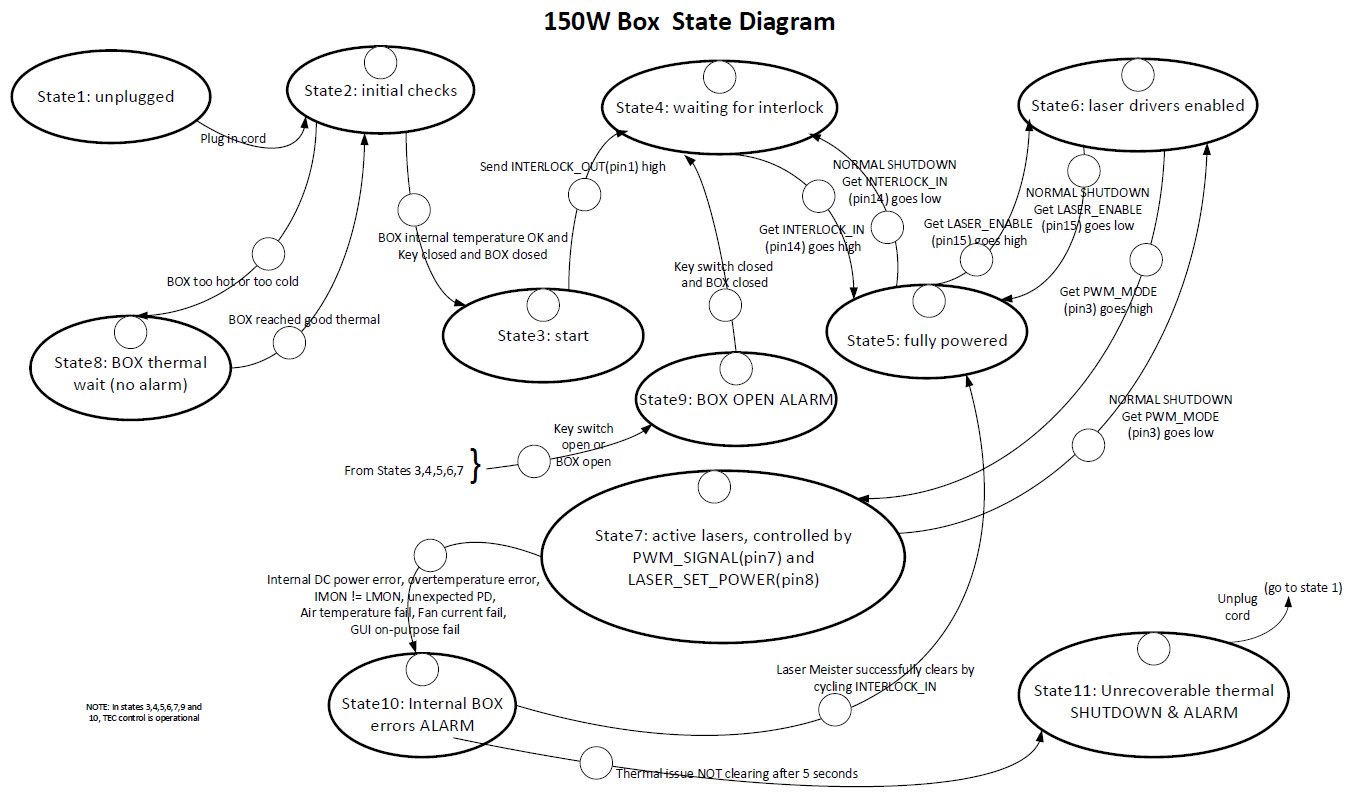 150W Box State Diagram
State1: unplugged
State2: initial checks
State4: waiting for interlock
State6: laser drivers enabled
Plug in cord
Send INTERLOCK_OUT(pin1) high
NORMAL SHUTDOWN
Get INTERLOCK_IN
(pin14) goes low
NORMAL SHUTDOWN
Get LASER_ENABLE
(pin15) goes low
Get LASER_ENABLE
(pin15) goes high
Get INTERLOCK_IN
(pin14) goes high
BOX internal temperature OK and
Key closed and BOX closed
Key switch closed
and BOX closed
BOX too hot or too cold
Get PWM_MODE
(pin3) goes high
BOX reached good thermal
State3: start
State5: fully powered
State8: BOX thermal
wait (no alarm)
State9: BOX OPEN ALARM
NORMAL SHUTDOWN
Get PWM_MODE
(pin3) goes low
Key switch
open or
BOX open
From States 3,4,5,6,7 }
State7: active lasers, controlled by
PWM_SIGNAL(pin7) and
LASER_SET_POWER(pin8)
Internal DC power error, overtemperature error,
IMON != LMON, unexpected PD,
Air temperature fail, Fan current fail,
GUI on-purpose fail
(go to state 1)
Unplug
cord
Laser Meister successfully clears by
cycling INTERLOCK_IN
State10: Internal BOX
errors ALARM
State11: Unrecoverable thermal
SHUTDOWN & ALARM
NOTE: In states 3,4,5,6,7,9 and
10, TEC control is operational
Thermal issue NOT clearing after 5 seconds